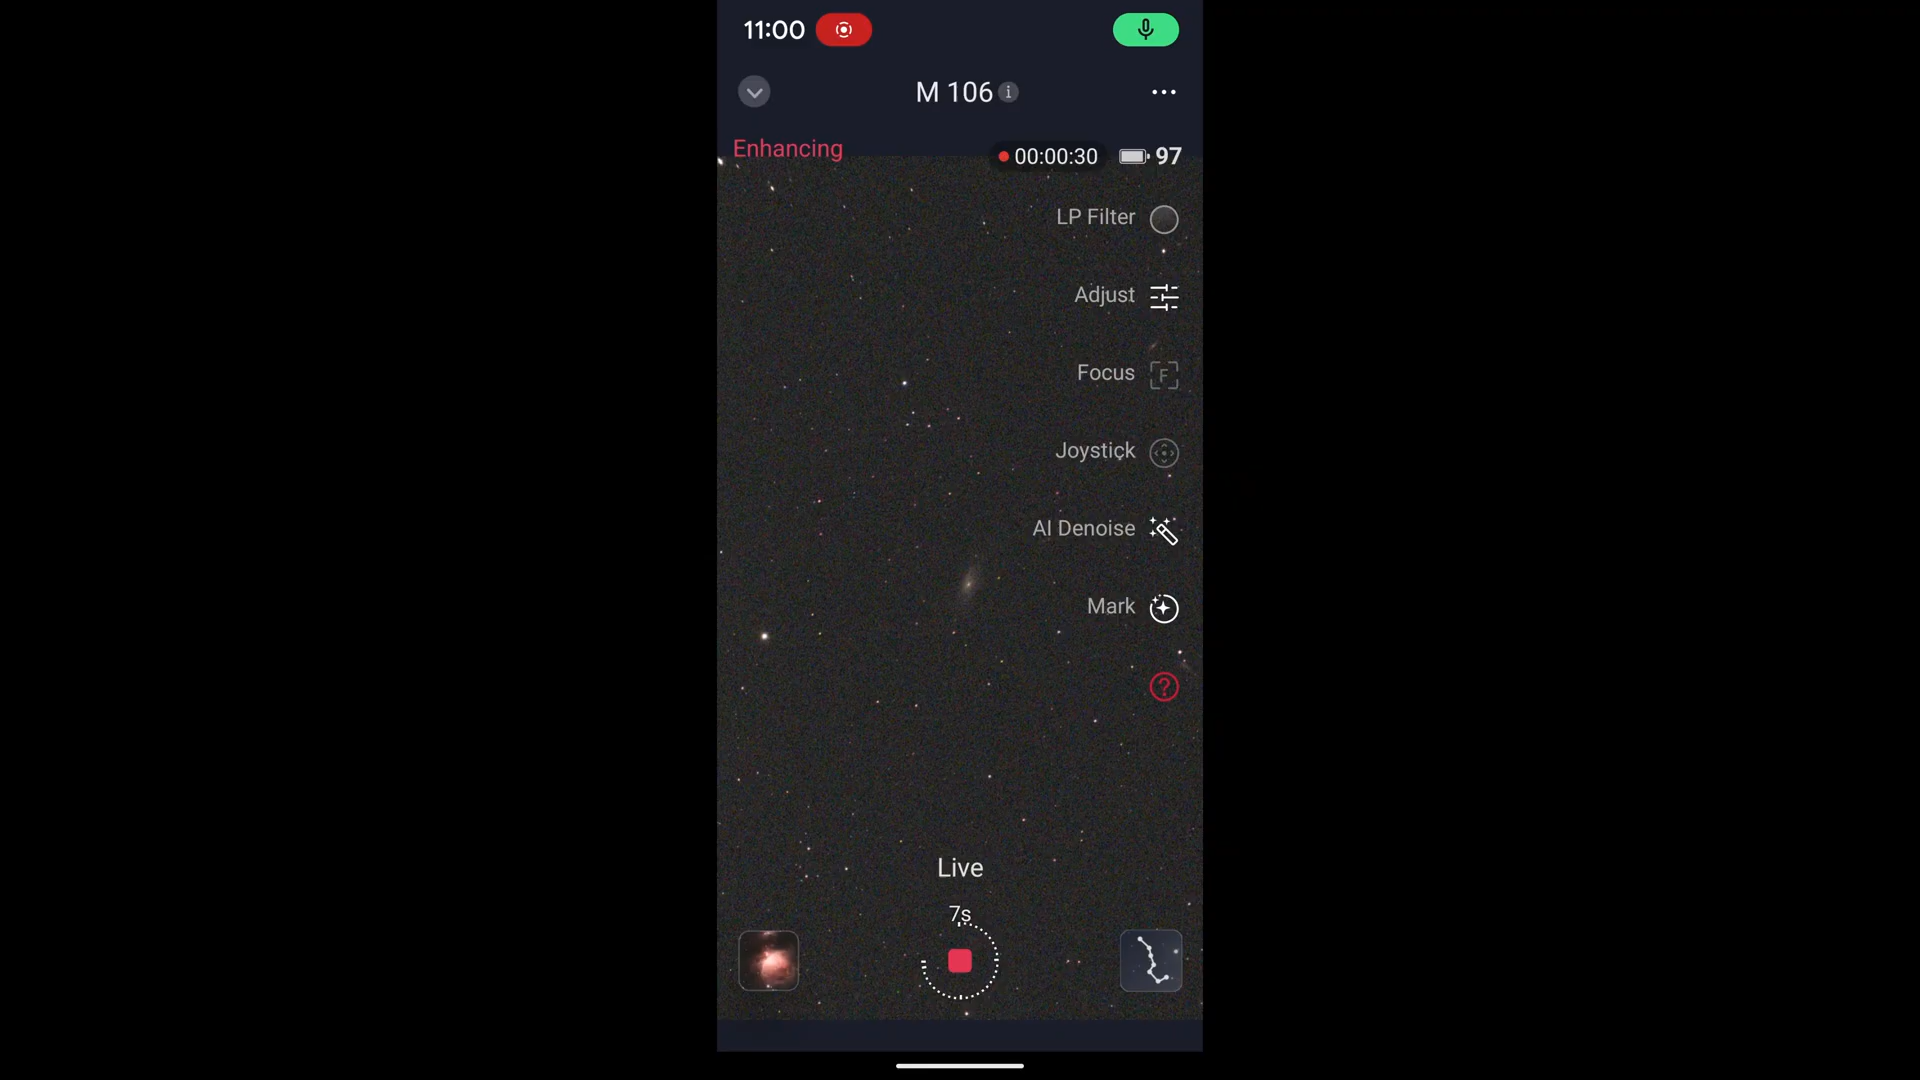 11:00
M 106
Enhancing
00:00:30
97
LP Filter
Adjust
Focus
F
Joystick
AI Denoise
Mark
?
Live
7s